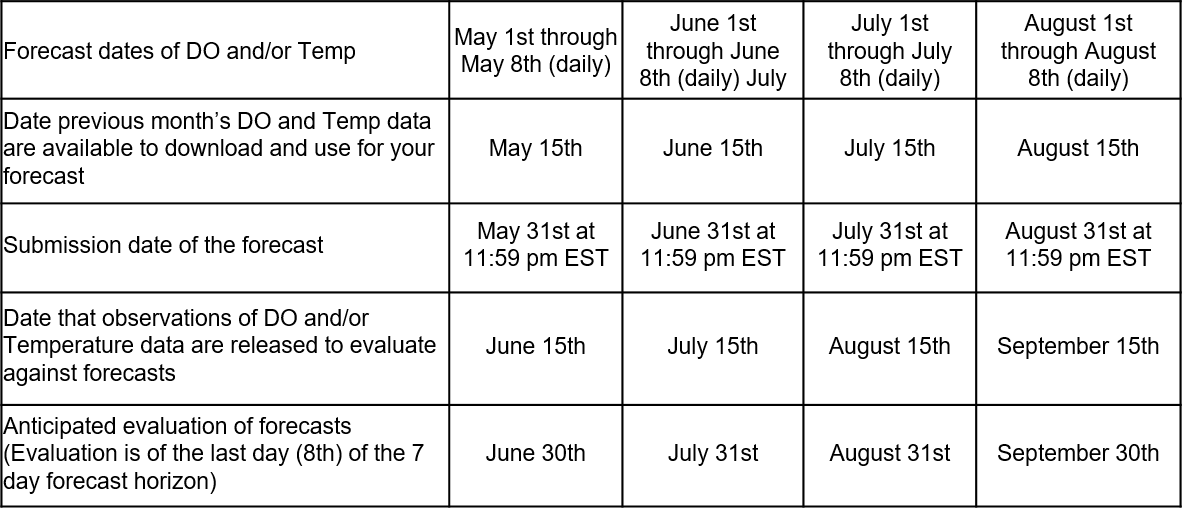 Forecast dates of DO and/or Temp
May 1st through
May 8th (daily)
June 1st
through June
8th (daily) July
July 1st
through July
8th (daily)
August 1st
through August
8th (daily)
Date previous month's DO and Temp data
are available to download and use for your
forecast
May 15th
June 15th
July 15th
August 15th
Submission date of the forecast
May 31st at
11:59 pm EST
June 31st at
11:59 pm EST
July 31st at
11:59 pm EST
August 31st at
11:59 pm EST
Date that observations of DO and/or
Temperature data are released to evaluate
against forecasts
June 15th
July 15th
August 15th
September 15th
Anticipated evaluation of forecasts
(Evaluation is of the last day (8th) of the 7
day forecast horizon)
June 30th
July 31st
August 31st
September 30th